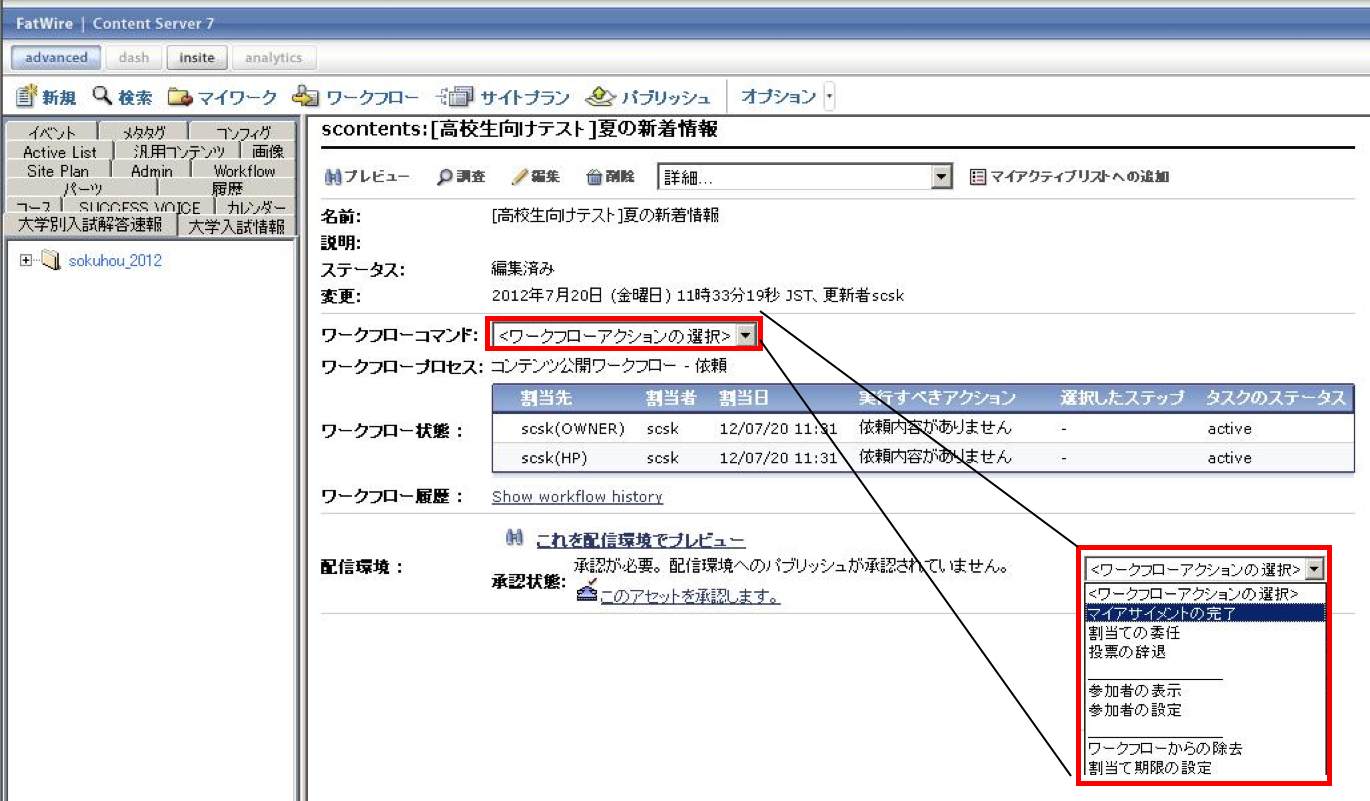 FatWire | Content Server 7
advanced dash insite analytics
新規 検索 マイワーク ワークフロー サイトプラン パブリッシュ オプション
イベント メタタグ コンフィグ
Active List 汎用コンテンツ 画像
Site Plan Admin Workflow
パーツ 履歴
コース SUCCESS VOICE カレンダー
大学別入試解答速報 大学入試情報
sokuhou_2012
scontents:[高校生向けテスト]夏の新着情報
プレビュー 調査 編集 削除 詳細... マイアクティブリストへの追加
名前: [高校生向けテスト]夏の新着情報
説明:
ステータス: 編集済み
変更: 2012年7月20日 (金曜日) 11時33分19秒 JST、更新者scsk
ワークフローコマンド: <ワークフローアクションの選択>
ワークフロープロセス: コンテンツ公開ワークフロー - 依頼
割当先 割当者 割当日 実行すべきアクション 選択したステップ タスクのステータス
ワークフロー状態：
scsk(OWNER) scsk 12/07/20 11:31 依頼内容がありません - active
scsk(HP) scsk 12/07/20 11:31 依頼内容がありません - active
ワークフロー履歴： Show workflow history
配信環境：
これを配信環境でプレビュー
承認状態: 承認が必要。配信環境へのパブリッシュが承認されていません。
このアセットを承認します。
<ワークフローアクションの選択>
<ワークフローアクションの選択>
マイアサイメントの完了
割当ての委任
投票の辞退
参加者の表示
参加者の設定
ワークフローからの除去
割当て期限の設定